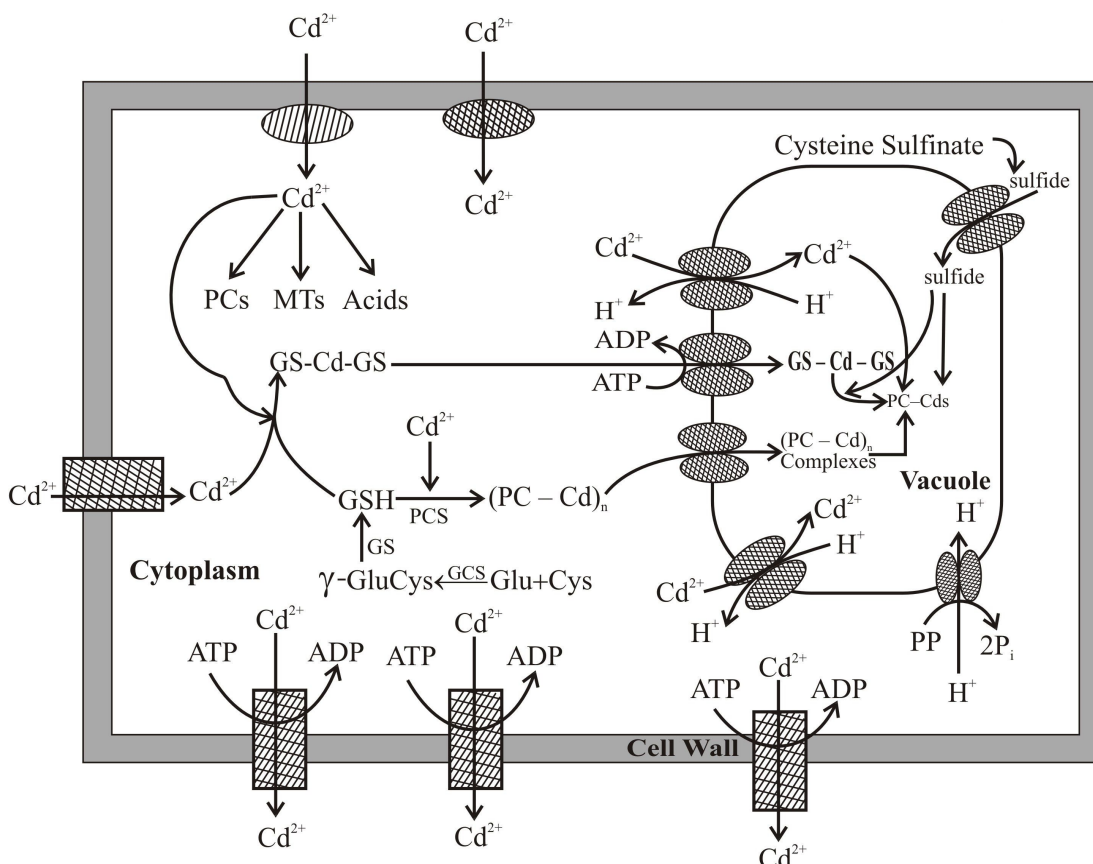 Cd²⁺ Cd²⁺
Cysteine Sulfinate
sulfide
Cd²⁺ Cd²⁺
Cd²⁺ Cd²⁺
sulfide
PCs MTs Acids
H⁺ H⁺
ADP
GS-Cd-GS GS – Cd – GS
ATP
PC–Cds
Cd²⁺
(PC – Cd)ₙ
Complexes
Vacuole
Cd²⁺ Cd²⁺ GSH (PC – Cd)ₙ
PCS
Cd²⁺ H⁺
H⁺
GS
Cytoplasm
γ-GluCys GCS Glu+Cys
Cd²⁺
H⁺
PP 2Pᵢ
H⁺
Cd²⁺ Cd²⁺
ATP ADP ATP ADP
Cd²⁺
ATP ADP
Cell Wall
Cd²⁺ Cd²⁺
Cd²⁺